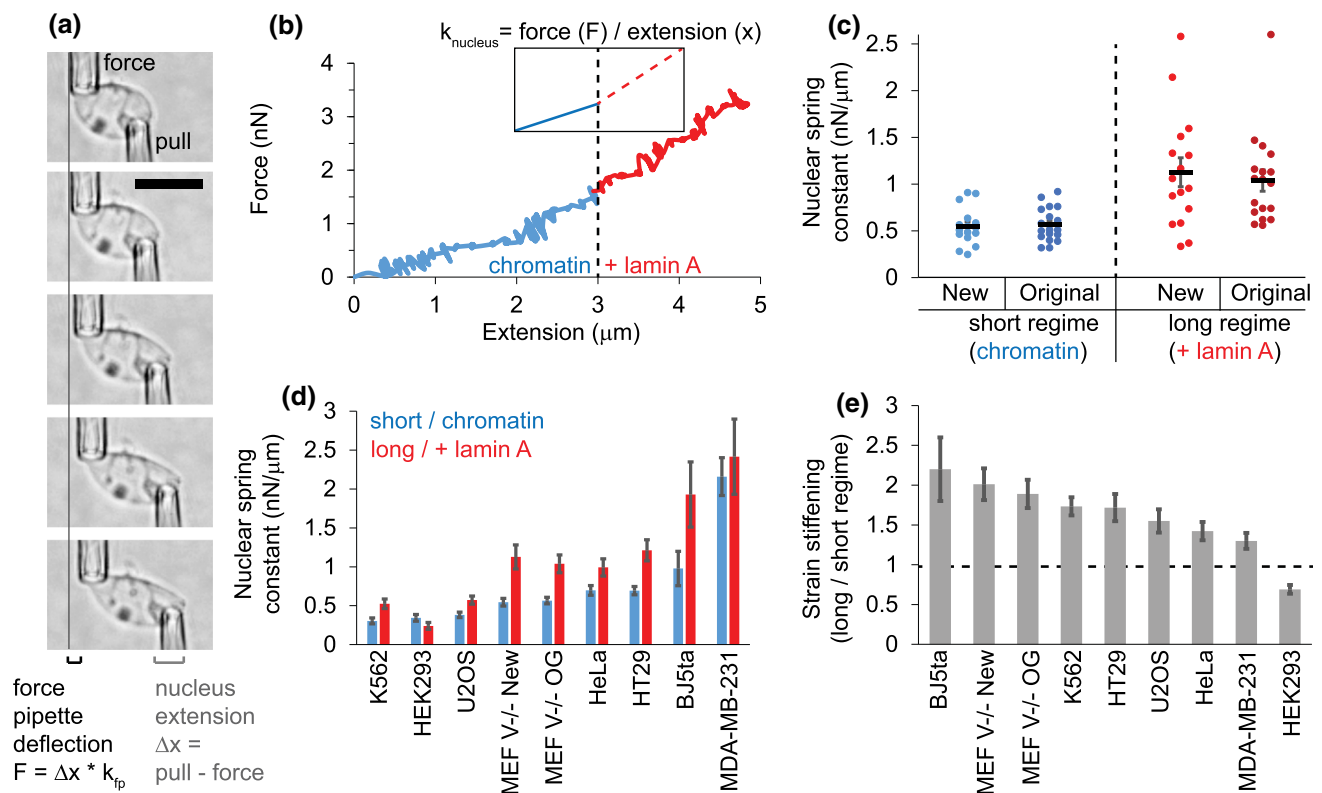 (a)
force
pull
force
pipette
deflection
F = Δx * kfp
nucleus
extension
Δx =
pull - force
(b)
knucleus = force (F) / extension (x)
Force (nN)
4
3
2
1
0
chromatin + lamin A
0 1 2 3 4 5
Extension (μm)
(c)
Nuclear spring
constant (nN/μm)
2.5
2
1.5
1
0.5
0
New Original New Original
short regime long regime
(chromatin) (+ lamin A)
(d)
short / chromatin
long / + lamin A
Nuclear spring
constant (nN/μm)
3
2.5
2
1.5
1
0.5
0
K562
HEK293
U2OS
MEF V-/- New
MEF V-/- OG
HeLa
HT29
BJ5ta
MDA-MB-231
(e)
Strain stiffening
(long / short regime)
3
2.5
2
1.5
1
0.5
0
BJ5ta
MEF V-/- New
MEF V-/- OG
K562
HT29
U2OS
HeLa
MDA-MB-231
HEK293